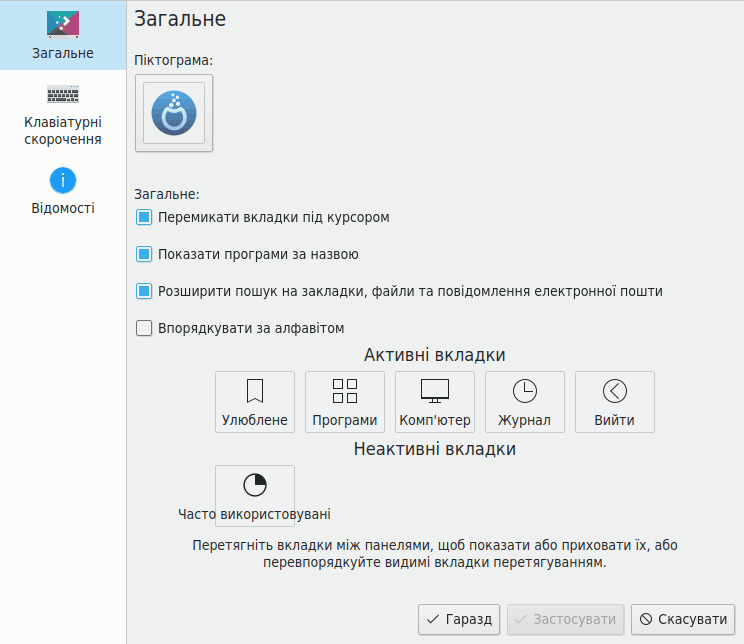 Загальне
Клавіатурні
скорочення
Відомості
Загальне
Піктограма:
Загальне:
Перемикати вкладки під курсором
Показати програми за назвою
Розширити пошук на закладки, файли та повідомлення електронної пошти
Впорядкувати за алфавітом
Активні вкладки
Улюблене Програми Комп'ютер Журнал Вийти
Неактивні вкладки
Часто використовувані
Перетягніть вкладки між панелями, щоб показати або приховати їх, або
перевпорядкуйте видимі вкладки перетягуванням.
Гаразд Застосувати Скасувати